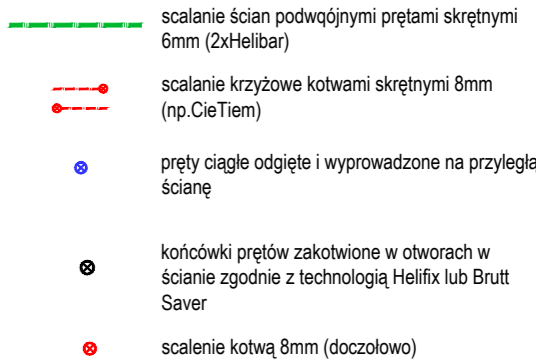 scalanie ścian podwqójnymi prętami skrętnymi
6mm (2xHelibar)
scalanie krzyżowe kotwami skrętnymi 8mm
(np.CieTiem)
pręty ciągłe odgięte i wyprowadzone na przyległą
ścianę
końcówki prętów zakotwione w otworach w
ścianie zgodnie z technologią Helifix lub Brutt
Saver
scalenie kotwą 8mm (doczołowo)